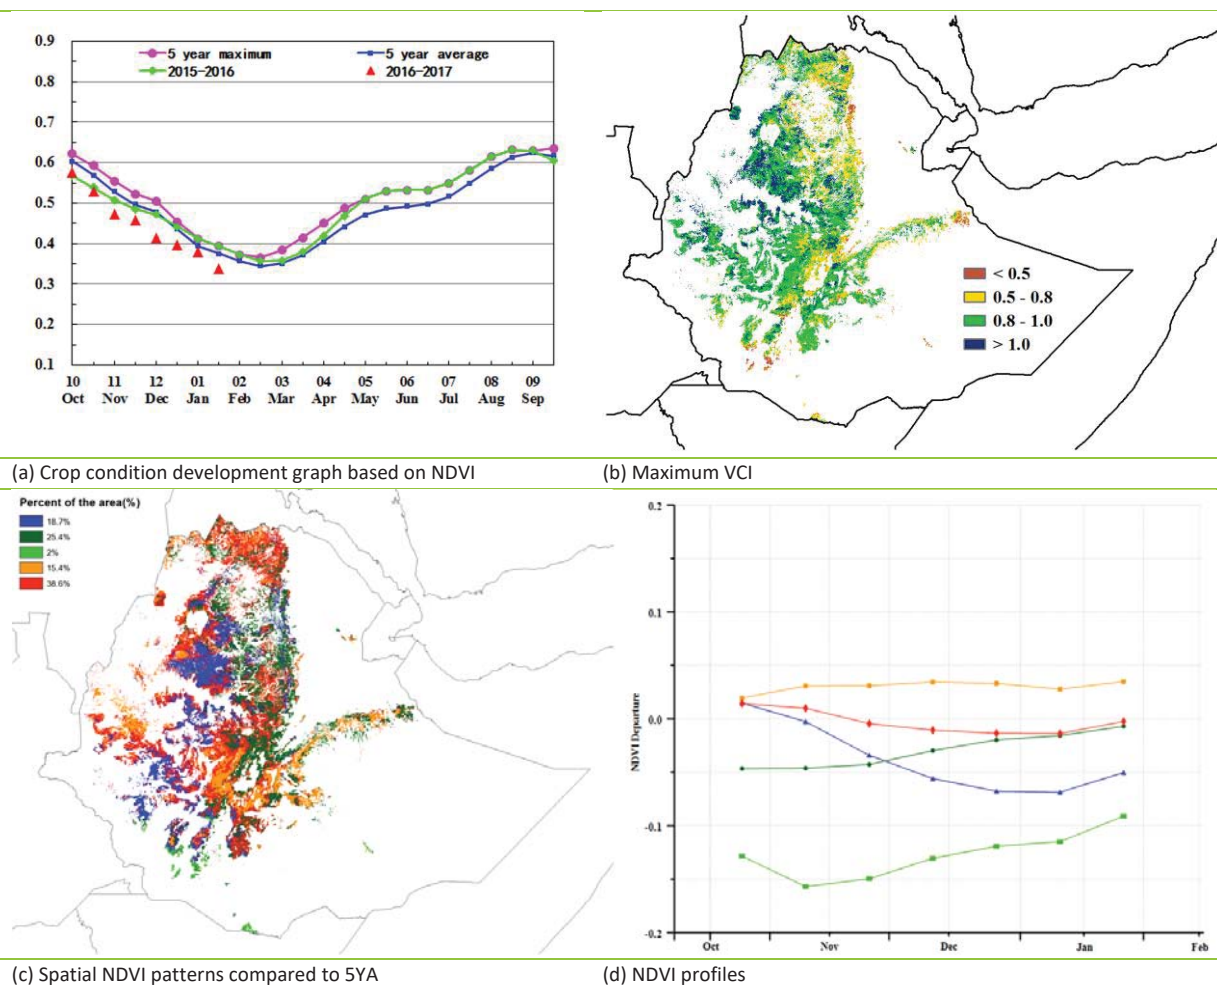 0.9
0.8
0.7
0.6
0.5
0.4
0.3
0.2
0.1
5 year maximum
5 year average
2015-2016
2016-2017
10 11 12 01 02 03 04 05 06 07 08 09
Oct Nov Dec Jan Feb Mar Apr May Jun Jul Aug Sep
< 0.5
0.5 - 0.8
0.8 - 1.0
> 1.0
(a) Crop condition development graph based on NDVI
(b) Maximum VCI
Percent of the area(%)
18.7%
25.4%
2%
15.4%
38.6%
0.2
0.1
0.0
-0.1
-0.2
NDVI Departure
Oct Nov Dec Jan Feb
(c) Spatial NDVI patterns compared to 5YA
(d) NDVI profiles